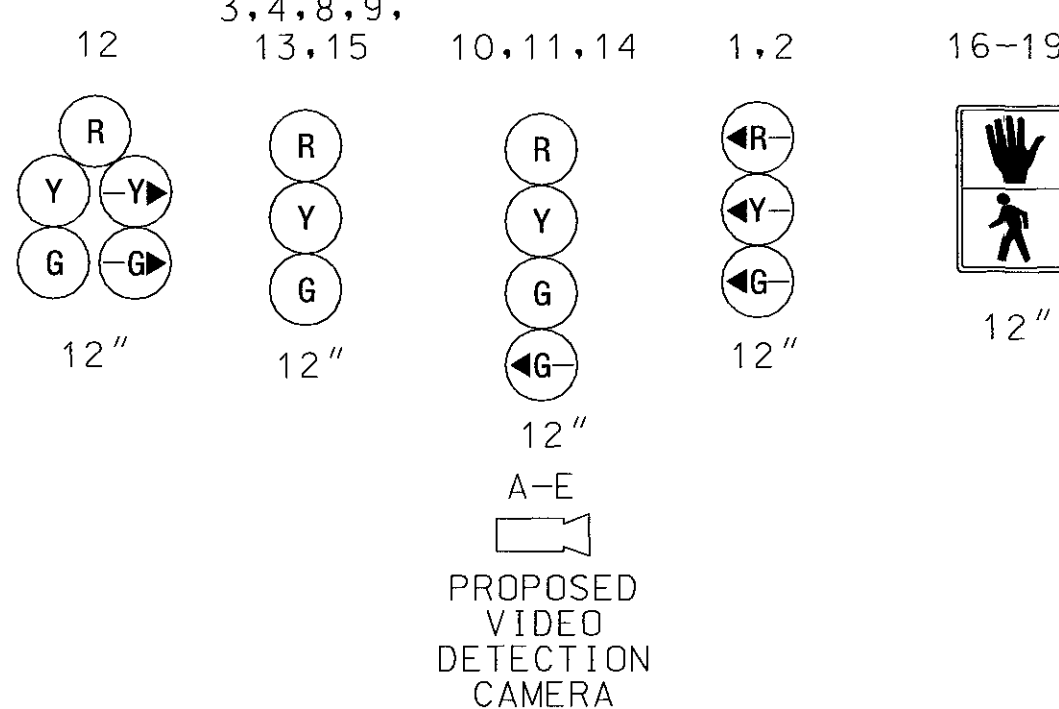 3,4,8,9,
12
13,15
10,11,14
1,2
16-19
R
Y
Y
G
G
12"
R
Y
G
12"
R
Y
G
G
12"
R
Y
G
12"
12"
A-E
PROPOSED
VIDEO
DETECTION
CAMERA